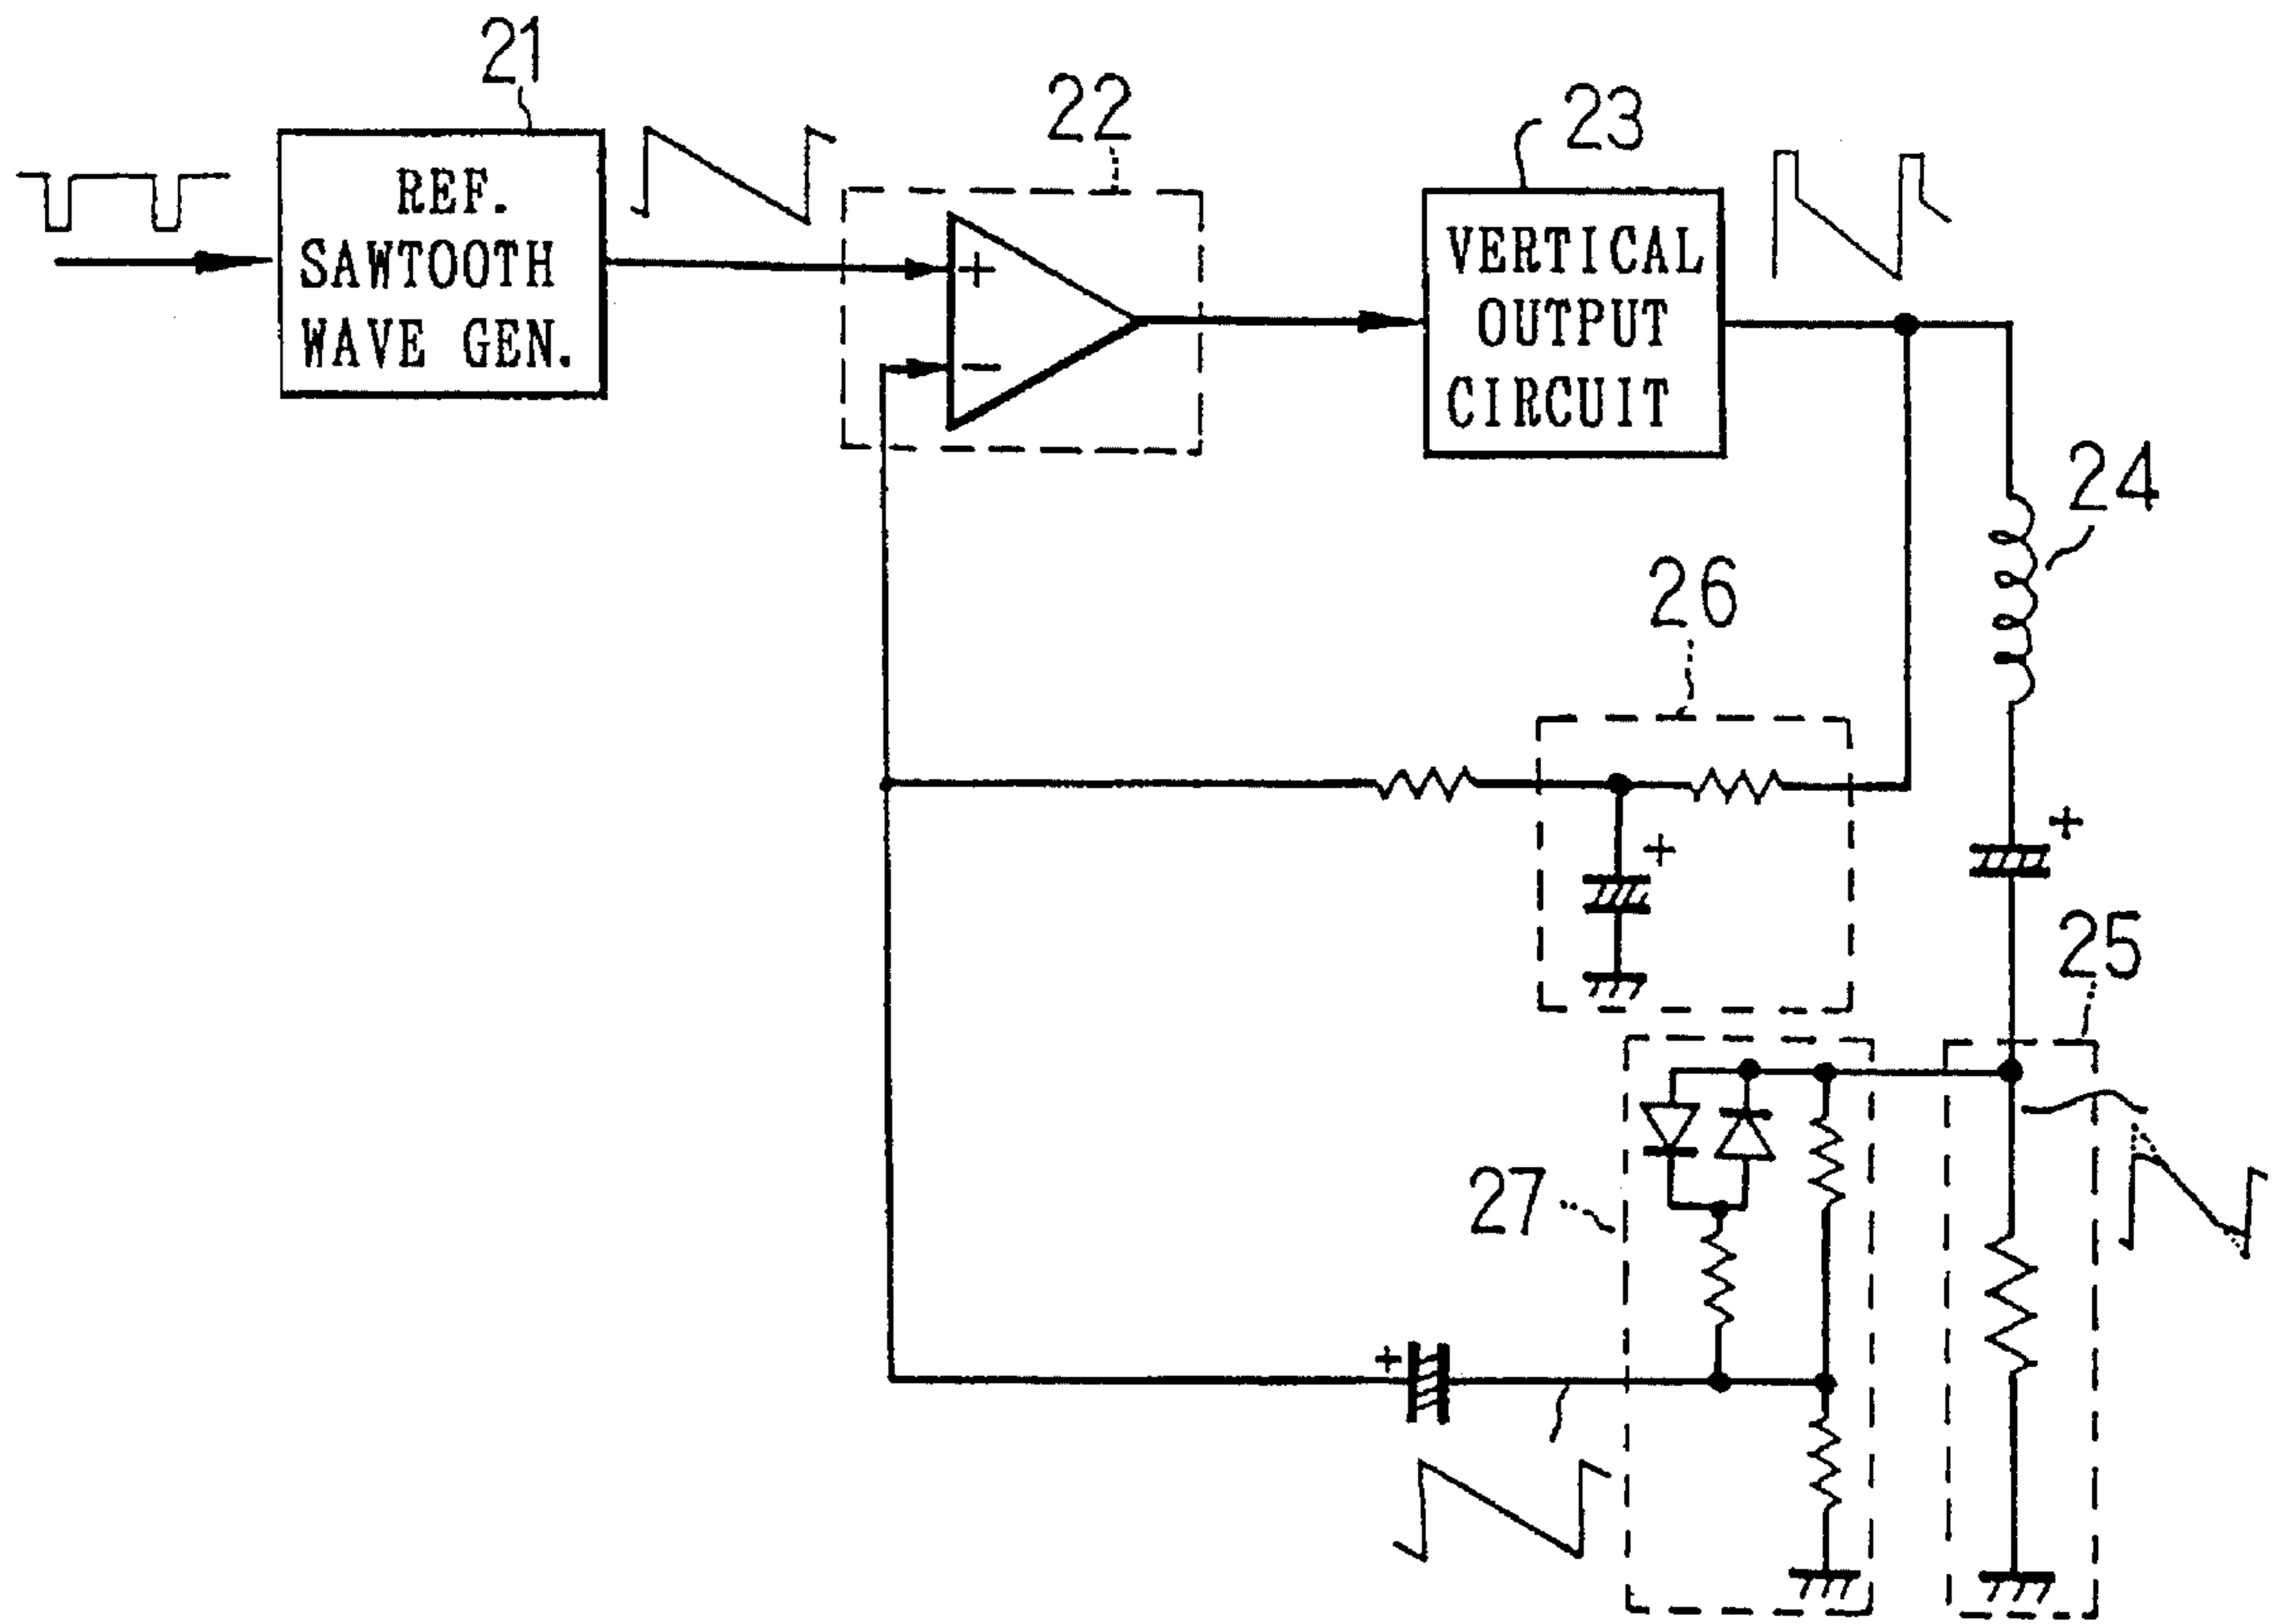 21
REF.
SAWTOOTH
WAVE GEN.
22
+
−
23
VERTICAL
OUTPUT
CIRCUIT
24
26
+
+
25
27
+